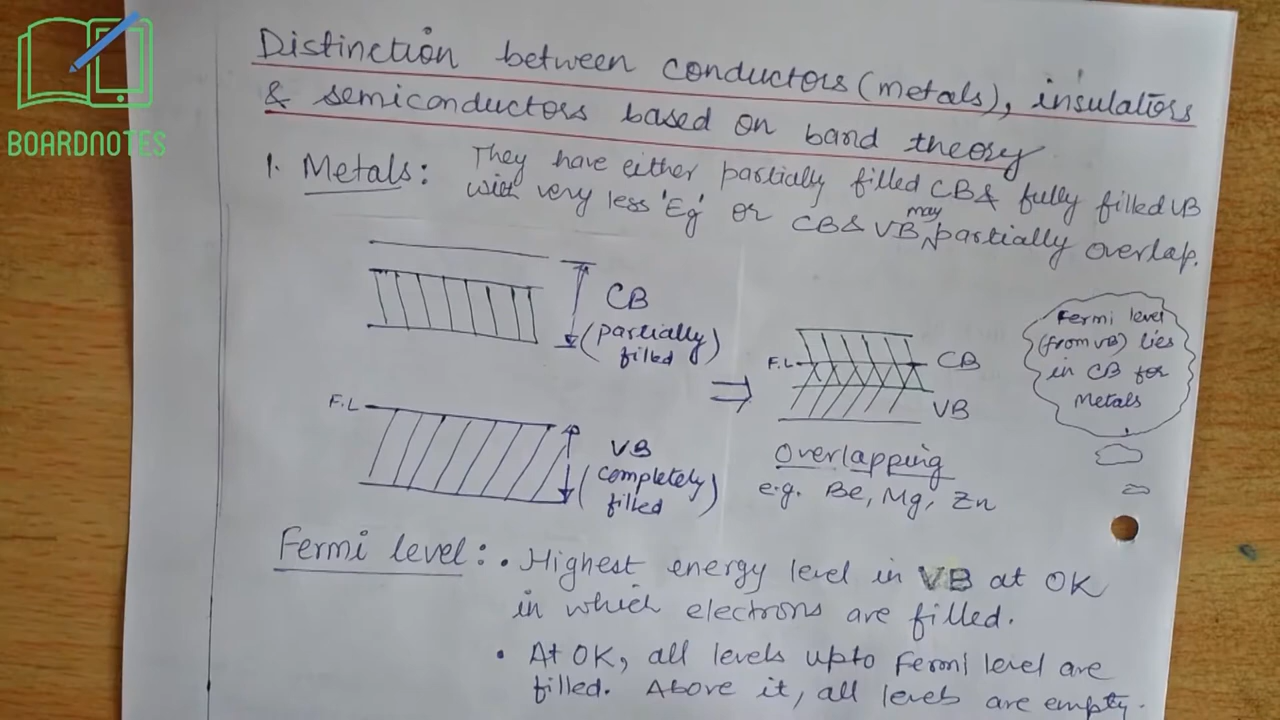 BOARDNOTES
Distinction between conductors (metals), insulators
& semiconductors based on band theory
1. Metals: They have either partially filled CB & fully filled VB
with very less 'Eg' or CB & VB may partially overlap.
CB
(partially
filled)
F.L
VB
(completely
filled)
F.L
CB
VB
Overlapping
e.g. Be, Mg, Zn
Fermi level
(from VB) lies
in CB for
Metals
Fermi level: • Highest energy level in VB at 0K
in which electrons are filled.
• At 0K, all levels upto Fermi level are
filled. Above it, all levels are empty.